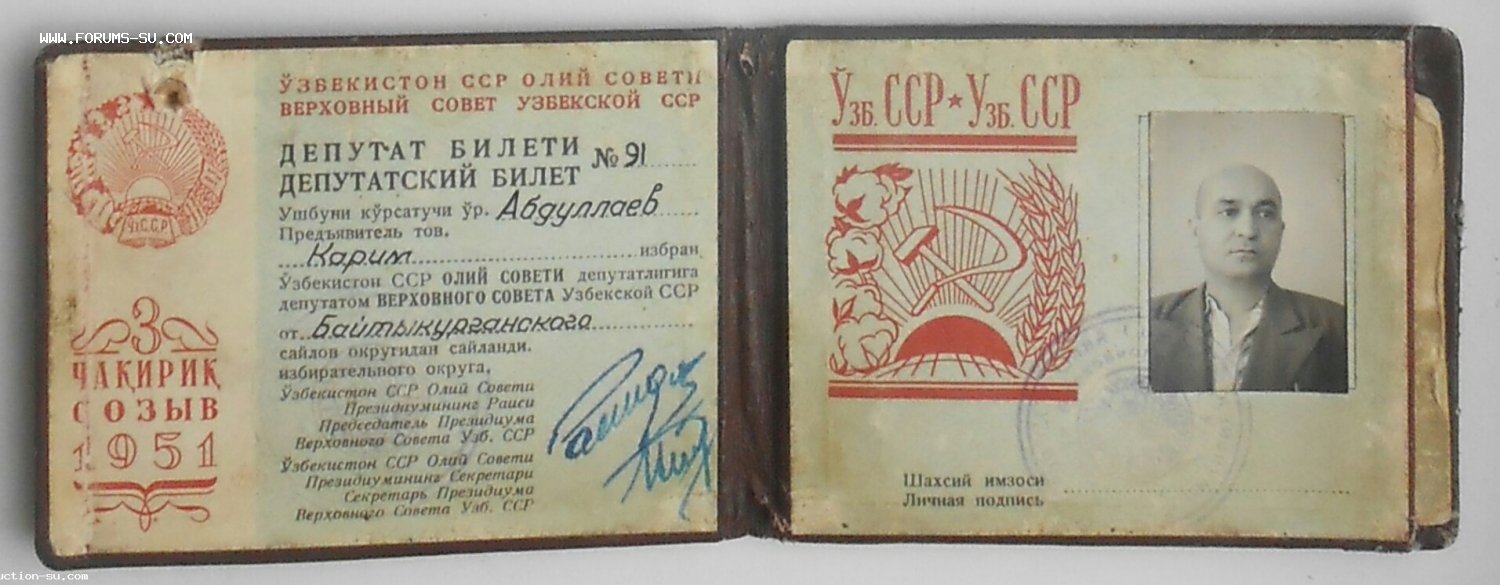 WWW.FORUMS-SU.COM
ЎЗБЕКИСТОН ССР ОЛИЙ СОВЕТИ
ВЕРХОВНЫЙ СОВЕТ УЗБЕКСКОЙ ССР
ДЕПУТАТ БИЛЕТИ
ДЕПУТАТСКИЙ БИЛЕТ
№ 91
Ушбуни кўрсатучи ўр. Абдуллаев
Предъявитель тов.
Карим избран
Ўзбекистон ССР ОЛИЙ СОВЕТИ депутатлигига
депутатом ВЕРХОВНОГО СОВЕТА Узбекской ССР
от Байтыкурганского
сайлов округидан сайланди.
избирательного округа.
Ўзбекистон ССР Олий Совети
Президиумининг Раиси
Председатель Президиума
Верховного Совета Узб. ССР
Ўзбекистон ССР Олий Совети
Президиумининг Секретари
Секретарь Президиума
Верховного Совета Узб. ССР
3
ЧАҚИРИҚ
СОЗЫВ
1951
Ўзб. ССР ★ Узб. ССР
Шахсий имзоси
Личная подпись
uction-su.com